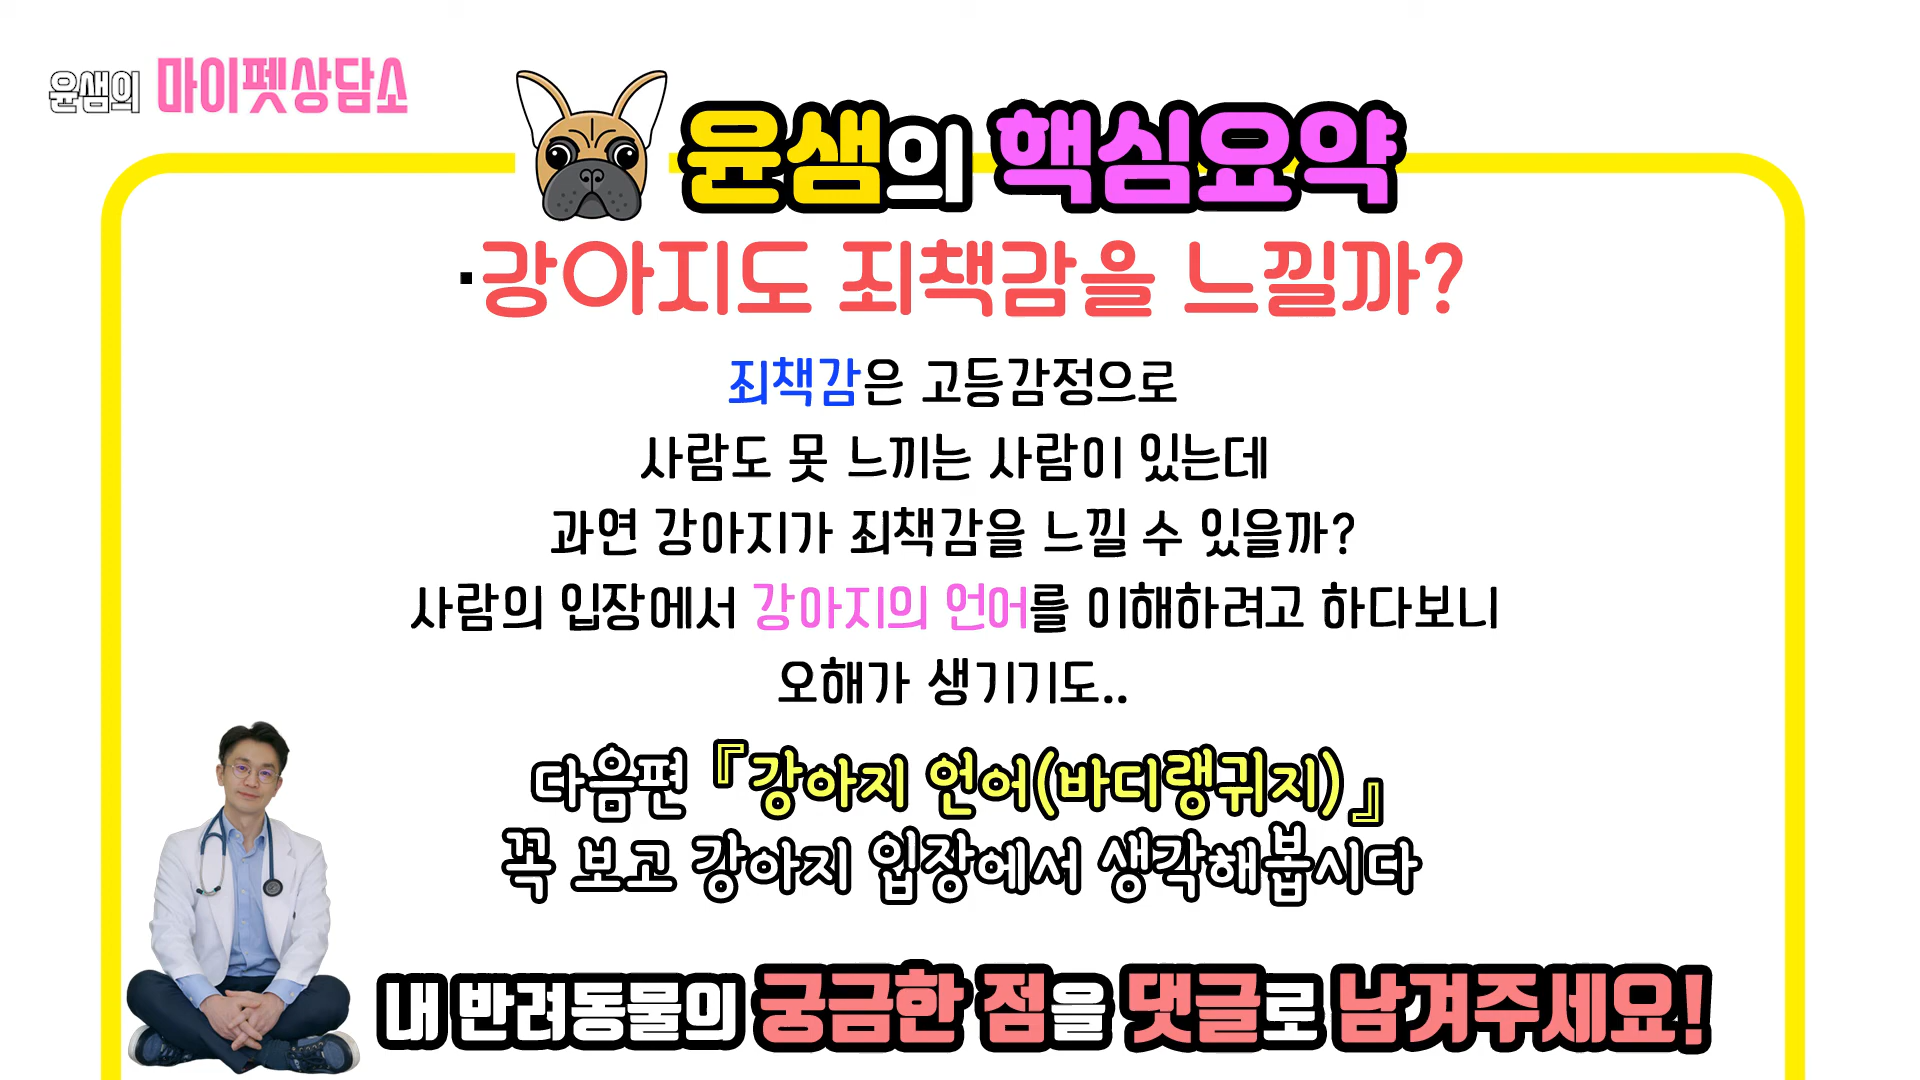 윤샘의 마이펫상담소
윤샘의 핵심요약
·강아지도 죄책감을 느낄까?
죄책감은 고등감정으로
사람도 못 느끼는 사람이 있는데
과연 강아지가 죄책감을 느낄 수 있을까?
사람의 입장에서 강아지의 언어를 이해하려고 하다보니
오해가 생기기도..
다음편 『강아지 언어(바디랭귀지)』
꼭 보고 강아지 입장에서 생각해봅시다
내 반려동물의 궁금한 점을 댓글로 남겨주세요!